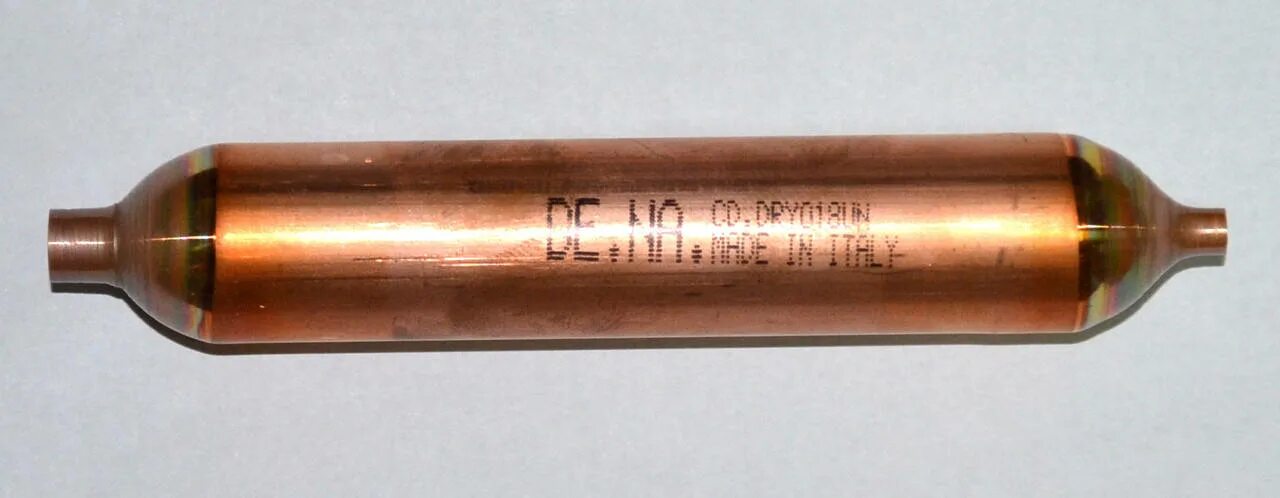 DE.NA.
CO.DRY018UN
MADE IN ITALY